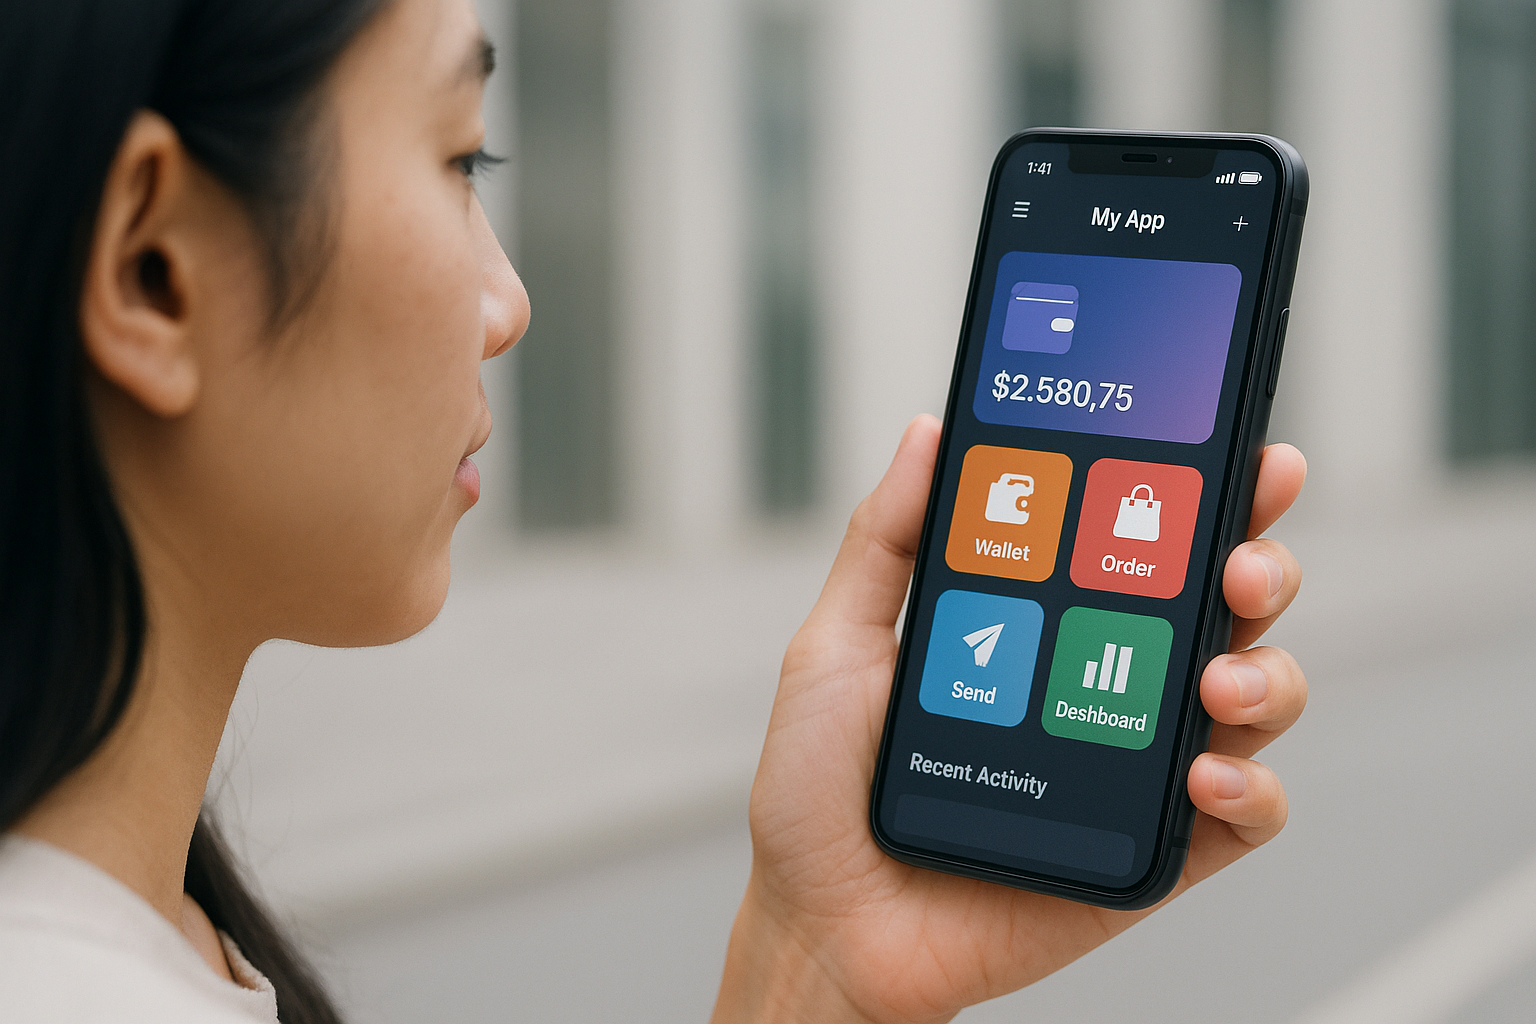 1:41
My App
$2.580,75
Wallet
Order
Send
Deshboard
Recent Activity